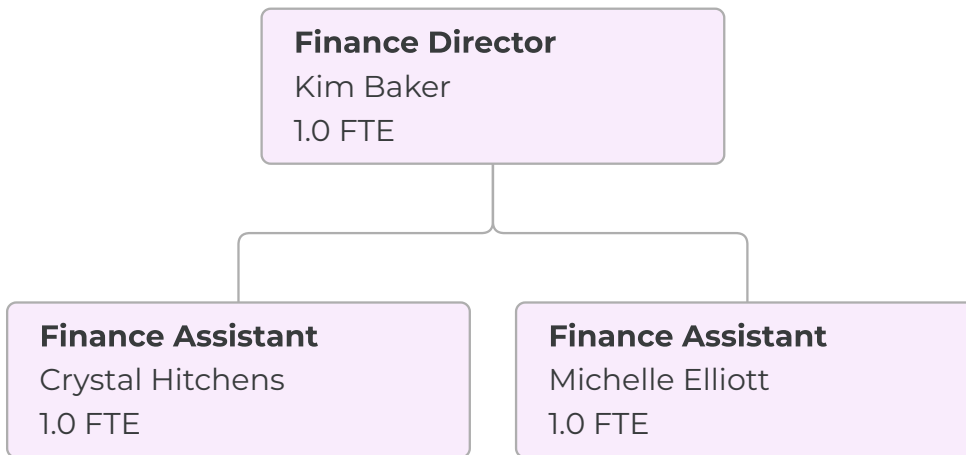 Finance Director
Kim Baker
1.0 FTE
Finance Assistant
Crystal Hitchens
1.0 FTE
Finance Assistant
Michelle Elliott
1.0 FTE